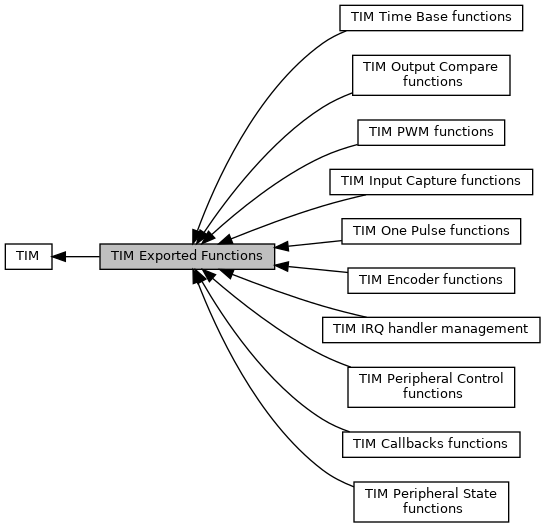 TIM Time Base functions
TIM Output Compare
functions
TIM PWM functions
TIM Input Capture functions
TIM One Pulse functions
TIM
TIM Exported Functions
TIM Encoder functions
TIM IRQ handler management
TIM Peripheral Control
functions
TIM Callbacks functions
TIM Peripheral State
functions